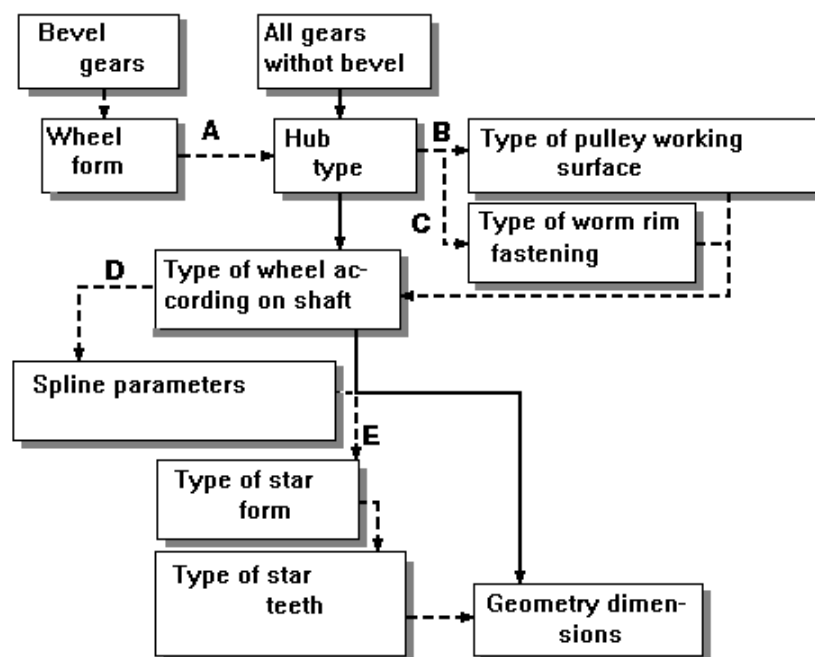 Bevel
gears
All gears
withot bevel
Wheel
form
A
Hub
type
B
Type of pulley working
surface
C
Type of worm rim
fastening
D
Type of wheel ac-
cording on shaft
Spline parameters
E
Type of star
form
Type of star
teeth
Geometry dimen-
sions